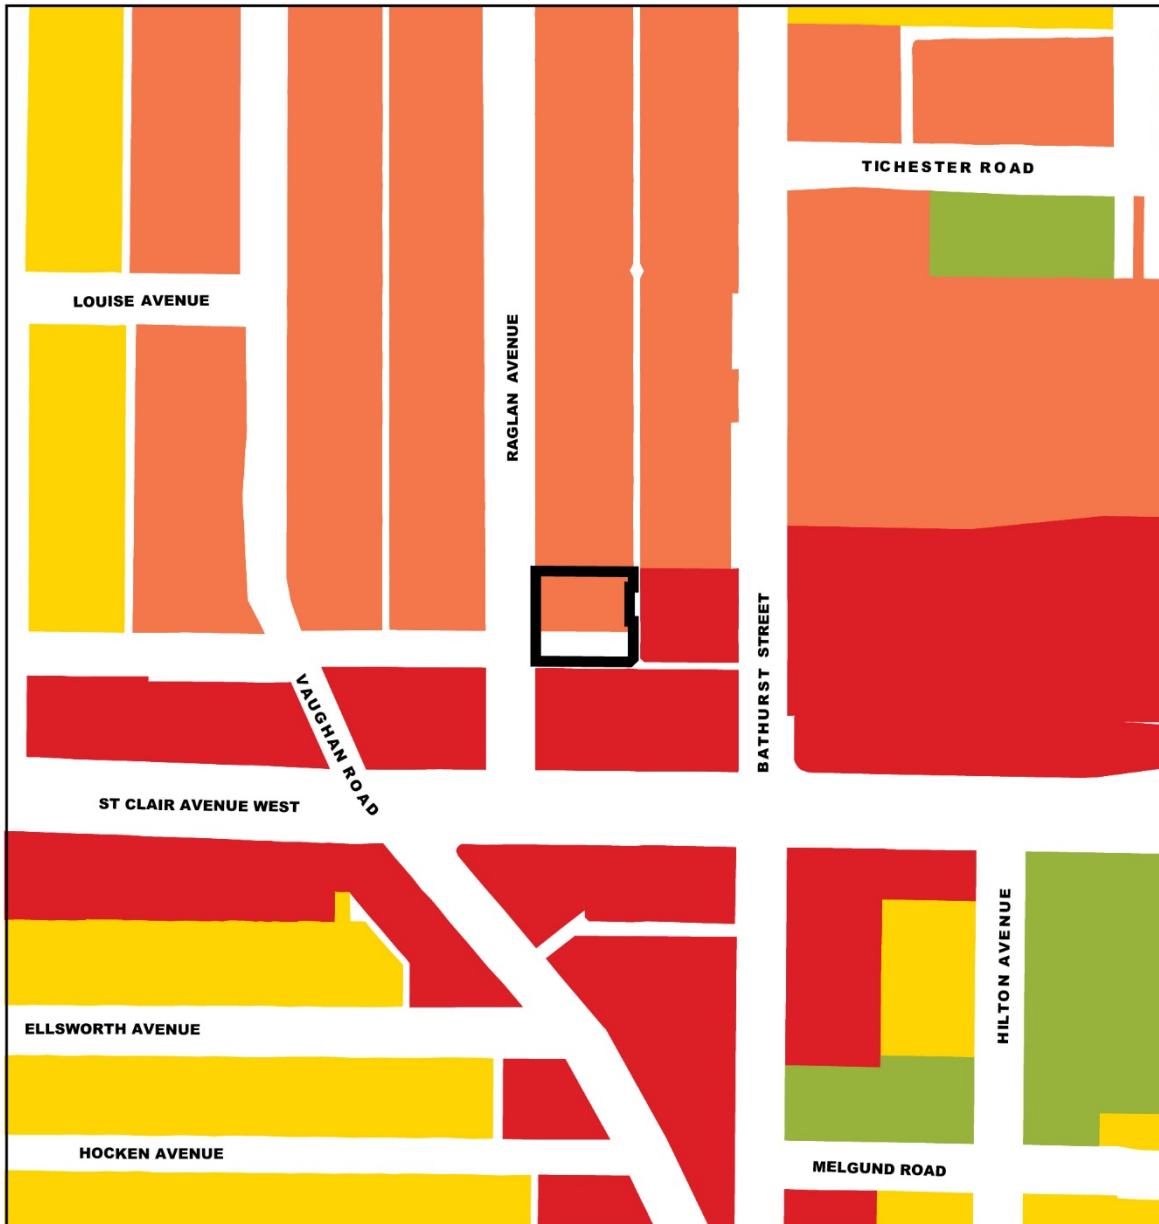 TICHESTER ROAD
LOUISE AVENUE
RAGLAN AVENUE
BATHURST STREET
VAUGHAN ROAD
ST CLAIR AVENUE WEST
HILTON AVENUE
ELLSWORTH AVENUE
HOCKEN AVENUE
MELGUND ROAD